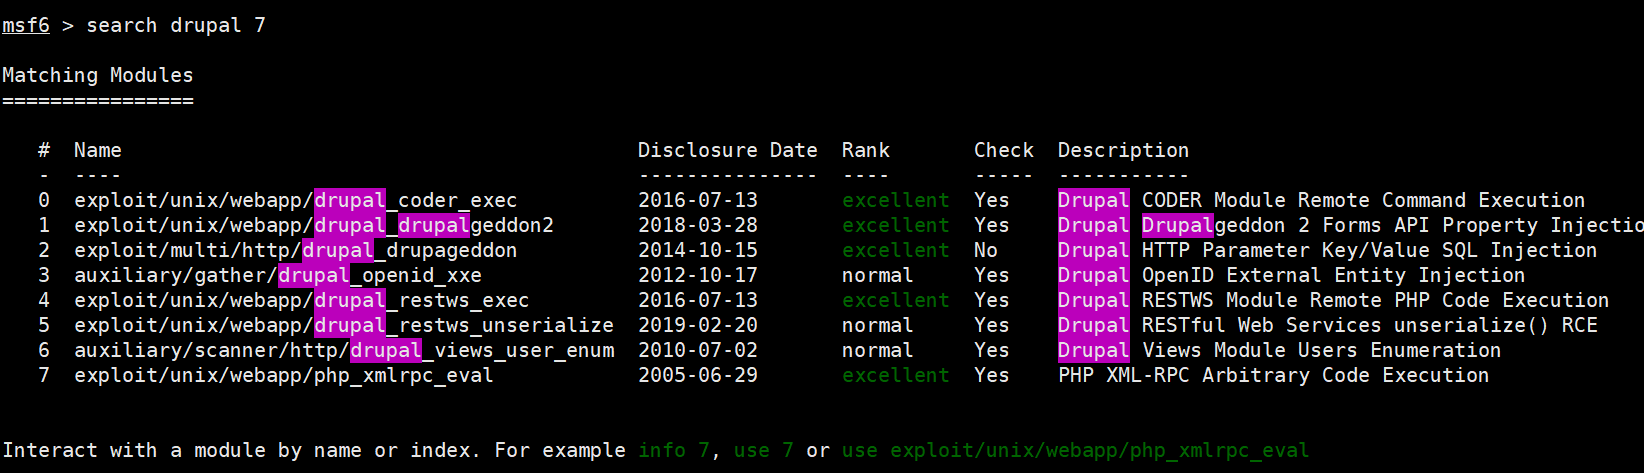 msf6 > search drupal 7
Matching Modules
================
#  Name                                      Disclosure Date  Rank       Check  Description
-  ----                                      ---------------  ----       -----  -----------
0  exploit/unix/webapp/drupal_coder_exec          2016-07-13       excellent  Yes    Drupal CODER Module Remote Command Execution
1  exploit/unix/webapp/drupal_drupalgeddon2       2018-03-28       excellent  Yes    Drupal Drupalgeddon 2 Forms API Property Injectio
2  exploit/multi/http/drupal_drupageddon          2014-10-15       excellent  No     Drupal HTTP Parameter Key/Value SQL Injection
3  auxiliary/gather/drupal_openid_xxe             2012-10-17       normal     Yes    Drupal OpenID External Entity Injection
4  exploit/unix/webapp/drupal_restws_exec         2016-07-13       excellent  Yes    Drupal RESTWS Module Remote PHP Code Execution
5  exploit/unix/webapp/drupal_restws_unserialize  2019-02-20       normal     Yes    Drupal RESTful Web Services unserialize() RCE
6  auxiliary/scanner/http/drupal_views_user_enum  2010-07-02       normal     Yes    Drupal Views Module Users Enumeration
7  exploit/unix/webapp/php_xmlrpc_eval            2005-06-29       excellent  Yes    PHP XML-RPC Arbitrary Code Execution
Interact with a module by name or index. For example info 7, use 7 or use exploit/unix/webapp/php_xmlrpc_eval